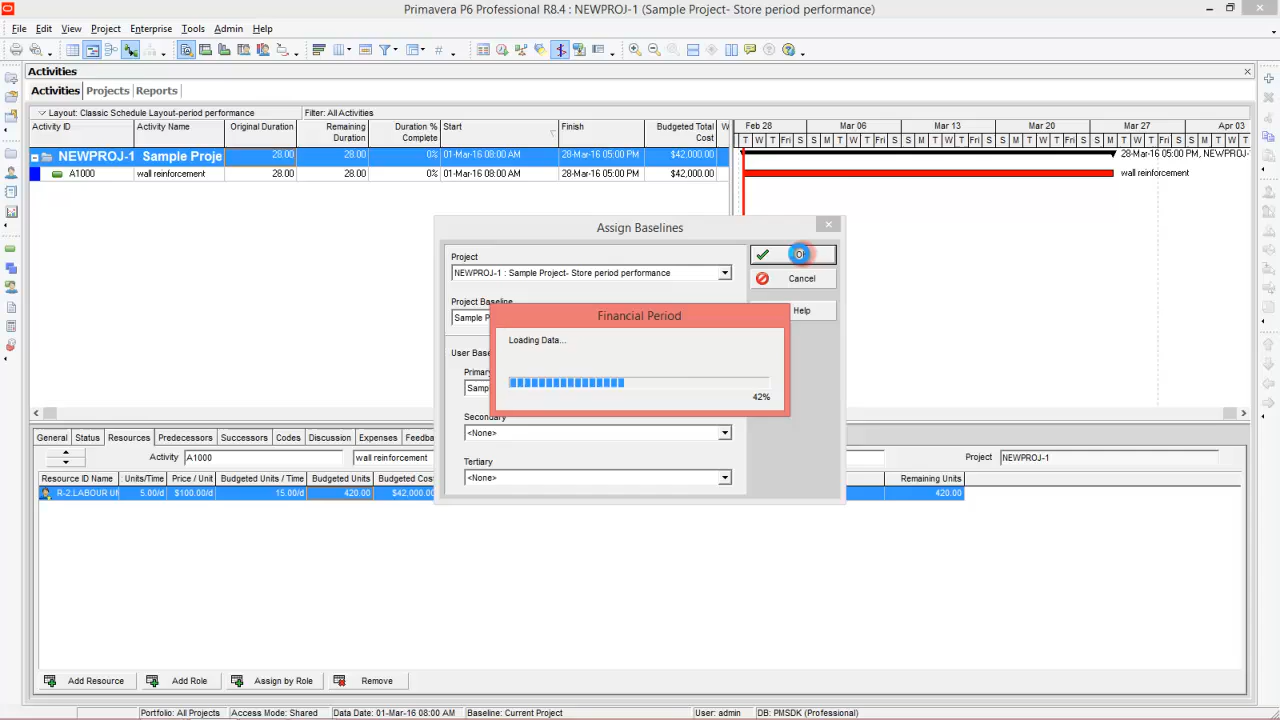 Primavera P6 Professional R8.4 : NEWPROJ-1 (Sample Project- Store period performance)
File Edit View Project Enterprise Tools Admin Help
Activities
Activities Projects Reports
Layout: Classic Schedule Layout-period performance Filter: All Activities
Activity ID Activity Name Original Duration Remaining Duration Duration % Complete Start Finish Budgeted Total Cost W
Feb 28 Mar 06 Mar 13 Mar 20 Mar 27 Apr 03
T W T Fri S S M T W T Fri S S M T W T Fri S S M T W T Fri S S M T W T Fri S S M T W T
NEWPROJ-1 Sample Proje 28.00 28.00 0% 01-Mar-16 08:00 AM 28-Mar-16 05:00 PM $42,000.00 28-Mar-16 05:00 PM, NEWPROJ-
A1000 wall reinforcement 28.00 28.00 0% 01-Mar-16 08:00 AM 28-Mar-16 05:00 PM $42,000.00 wall reinforcement
Assign Baselines
Project
NEWPROJ-1 : Sample Project- Store period performance
Cancel
Help
Project Baseline
Sample P
User Base
Primary
Samp
Financial Period
Loading Data...
42%
Secondary
<None>
Tertiary
<None>
General Status Resources Predecessors Successors Codes Discussion Expenses Feedba
Activity A1000 wall reinforcement Project NEWPROJ-1
Resource ID Name Units/Time Price / Unit Budgeted Units / Time Budgeted Units Budgeted Cost Remaining Units
R-2.LABOUR 5.00/d $100.00/d 15.00/d 420.00 $42,000.00 420.00
Add Resource Add Role Assign by Role Remove
Portfolio: All Projects Access Mode: Shared Data Date: 01-Mar-16 08:00 AM Baseline: Current Project User: admin DB: PMSDK (Professional)